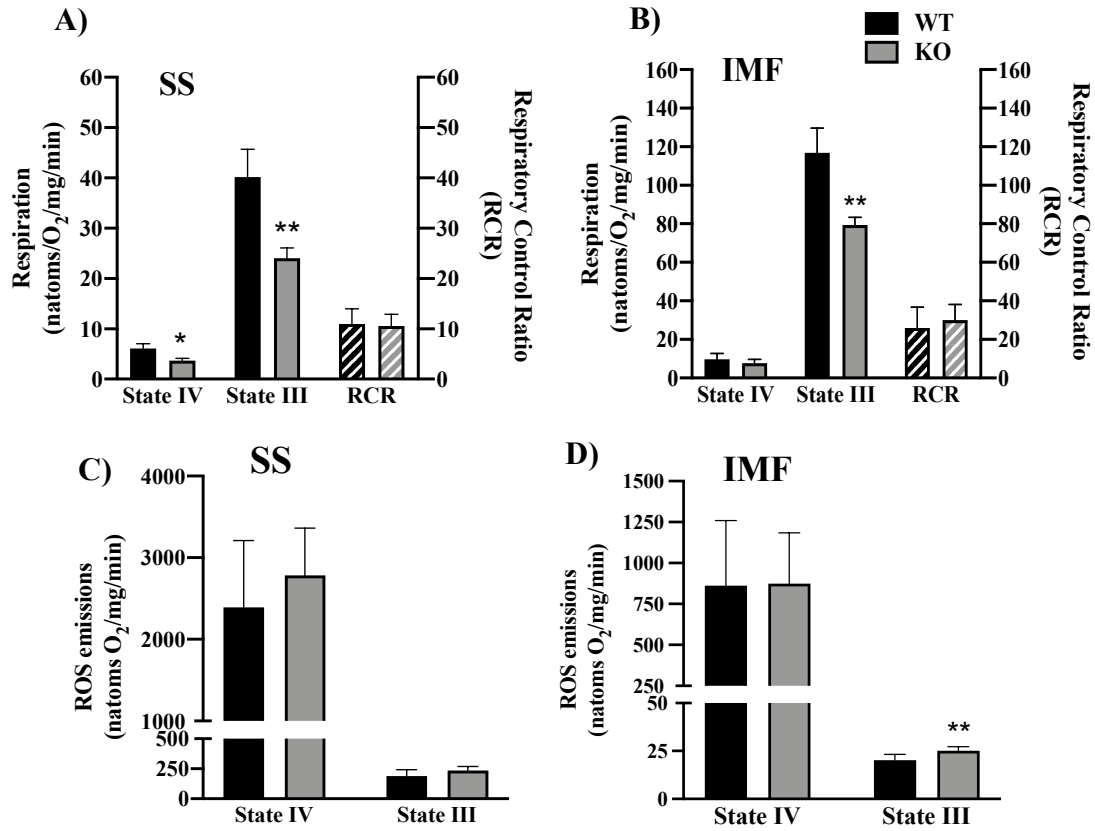 A)
SS
Respiration
(natoms/O2/mg/min)
60
50
40
30
20
10
0
*
**
60
50
40
30
20
10
0
Respiratory Control Ratio
(RCR)
State IV
State III
RCR
B)
IMF
WT
KO
Respiration
(natoms/O2/mg/min)
160
140
120
100
80
60
40
20
0
**
160
140
120
100
80
60
40
20
0
Respiratory Control Ratio
(RCR)
State IV
State III
RCR
C)
SS
ROS emissions
(natoms O2/mg/min)
4000
3000
2000
1000
500
250
0
State IV
State III
D)
IMF
ROS emissions
(natoms O2/mg/min)
1500
1250
1000
750
500
250
50
25
0
**
State IV
State III